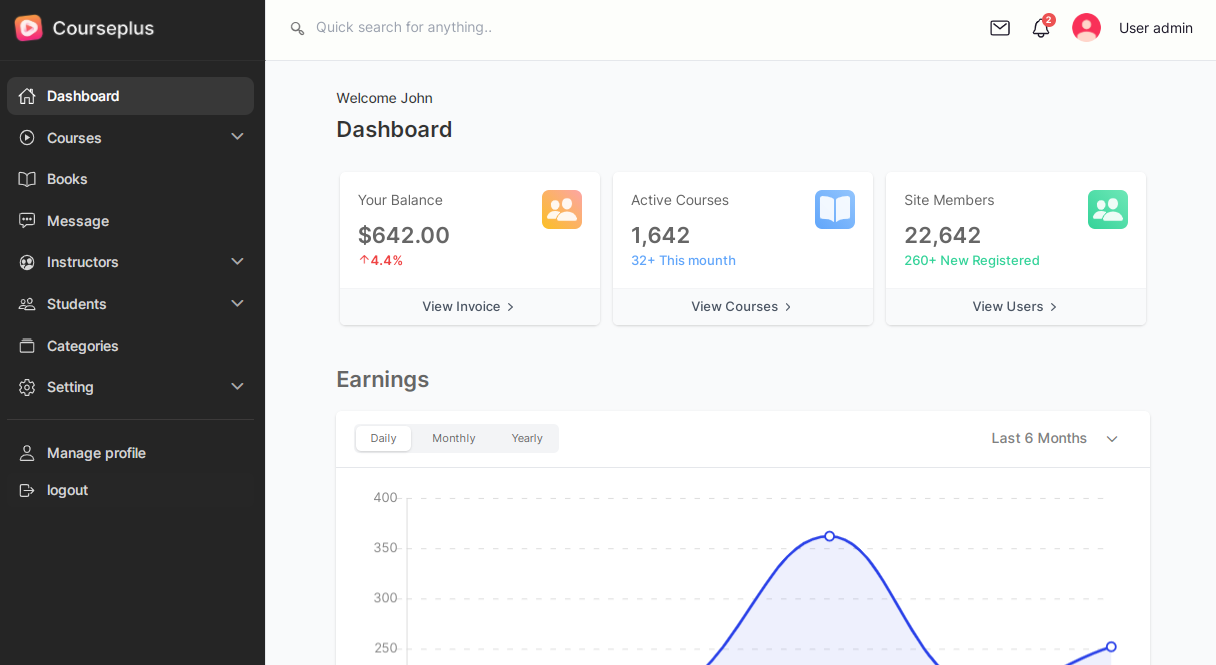 Courseplus
Quick search for anything..
2
User admin
Dashboard
Courses
Books
Message
Instructors
Students
Categories
Setting
Manage profile
logout
Welcome John
Dashboard
Your Balance
$642.00
↑4.4%
View Invoice
Active Courses
1,642
32+ This mounth
View Courses
Site Members
22,642
260+ New Registered
View Users
Earnings
Daily Monthly Yearly
Last 6 Months
400
350
300
250